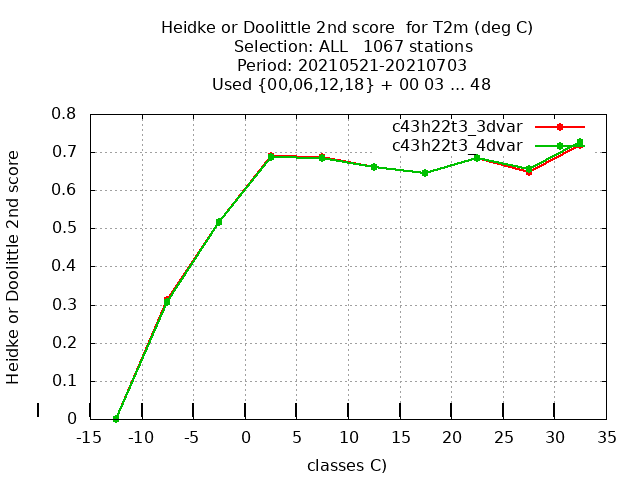 Heidke or Doolittle 2nd score  for T2m (deg C)
Selection: ALL   1067 stations
Period: 20210521-20210703
Used {00,06,12,18} + 00 03 ... 48
c43h22t3_3dvar
c43h22t3_4dvar
Heidke or Doolittle 2nd score
0.8
0.7
0.6
0.5
0.4
0.3
0.2
0.1
0
-15 -10 -5 0 5 10 15 20 25 30 35
classes C)